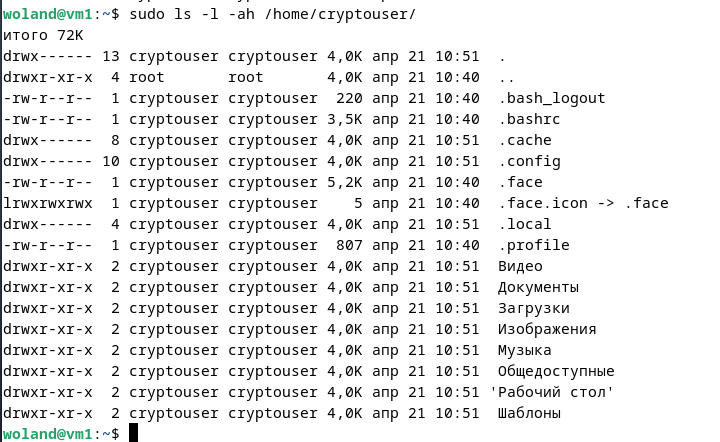 woland@vm1:~$ sudo ls -l -ah /home/cryptouser/
итого 72K
drwx------ 13 cryptouser cryptouser 4,0K апр 21 10:51  .
drwxr-xr-x  4 root       root       4,0K апр 21 10:40  ..
-rw-r--r--  1 cryptouser cryptouser  220 апр 21 10:40  .bash_logout
-rw-r--r--  1 cryptouser cryptouser 3,5K апр 21 10:40  .bashrc
drwx------  8 cryptouser cryptouser 4,0K апр 21 10:51  .cache
drwx------ 10 cryptouser cryptouser 4,0K апр 21 10:51  .config
-rw-r--r--  1 cryptouser cryptouser 5,2K апр 21 10:40  .face
lrwxrwxrwx  1 cryptouser cryptouser    5 апр 21 10:40  .face.icon -> .face
drwx------  4 cryptouser cryptouser 4,0K апр 21 10:51  .local
-rw-r--r--  1 cryptouser cryptouser  807 апр 21 10:40  .profile
drwxr-xr-x  2 cryptouser cryptouser 4,0K апр 21 10:51  Видео
drwxr-xr-x  2 cryptouser cryptouser 4,0K апр 21 10:51  Документы
drwxr-xr-x  2 cryptouser cryptouser 4,0K апр 21 10:51  Загрузки
drwxr-xr-x  2 cryptouser cryptouser 4,0K апр 21 10:51  Изображения
drwxr-xr-x  2 cryptouser cryptouser 4,0K апр 21 10:51  Музыка
drwxr-xr-x  2 cryptouser cryptouser 4,0K апр 21 10:51  Общедоступные
drwxr-xr-x  2 cryptouser cryptouser 4,0K апр 21 10:51 'Рабочий стол'
drwxr-xr-x  2 cryptouser cryptouser 4,0K апр 21 10:51  Шаблоны
woland@vm1:~$